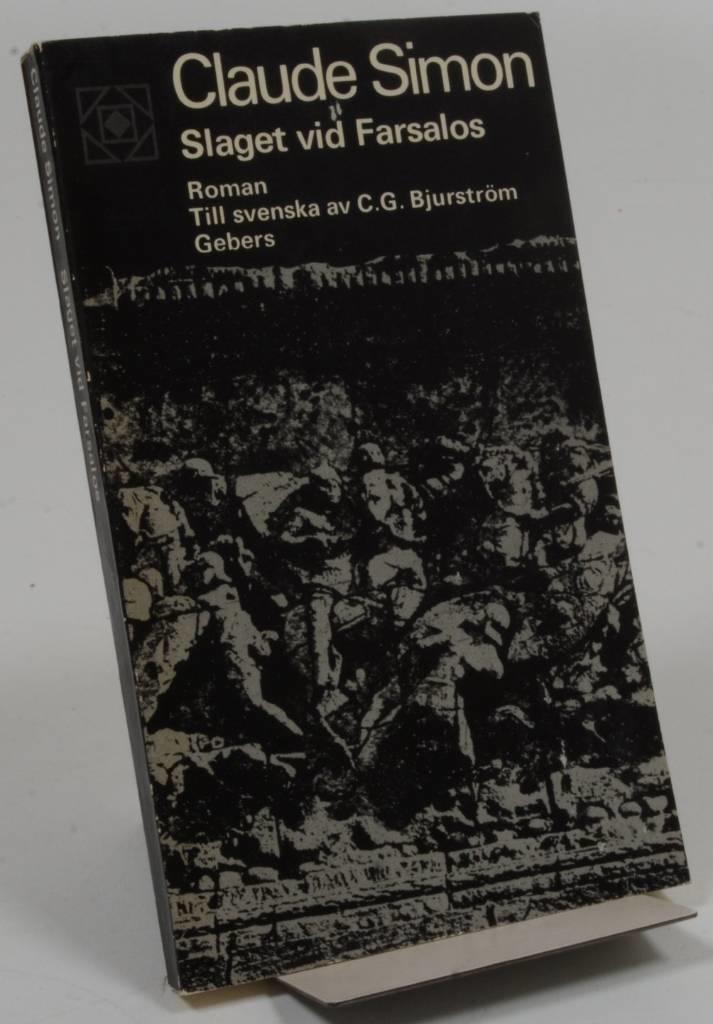 Claude Simon
Slaget vid Farsalos
Roman
Till svenska av C.G. Bjurström
Gebers
Claude Simon Slaget vid Farsalos